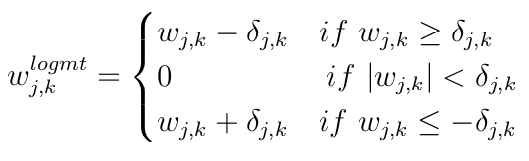 w_{j,k} − δ_{j,k} if w_{j,k} ≥ δ_{j,k}
w_{j,k}^{logmt} = { 0 if |w_{j,k}| < δ_{j,k}
w_{j,k} + δ_{j,k} if w_{j,k} ≤ −δ_{j,k}